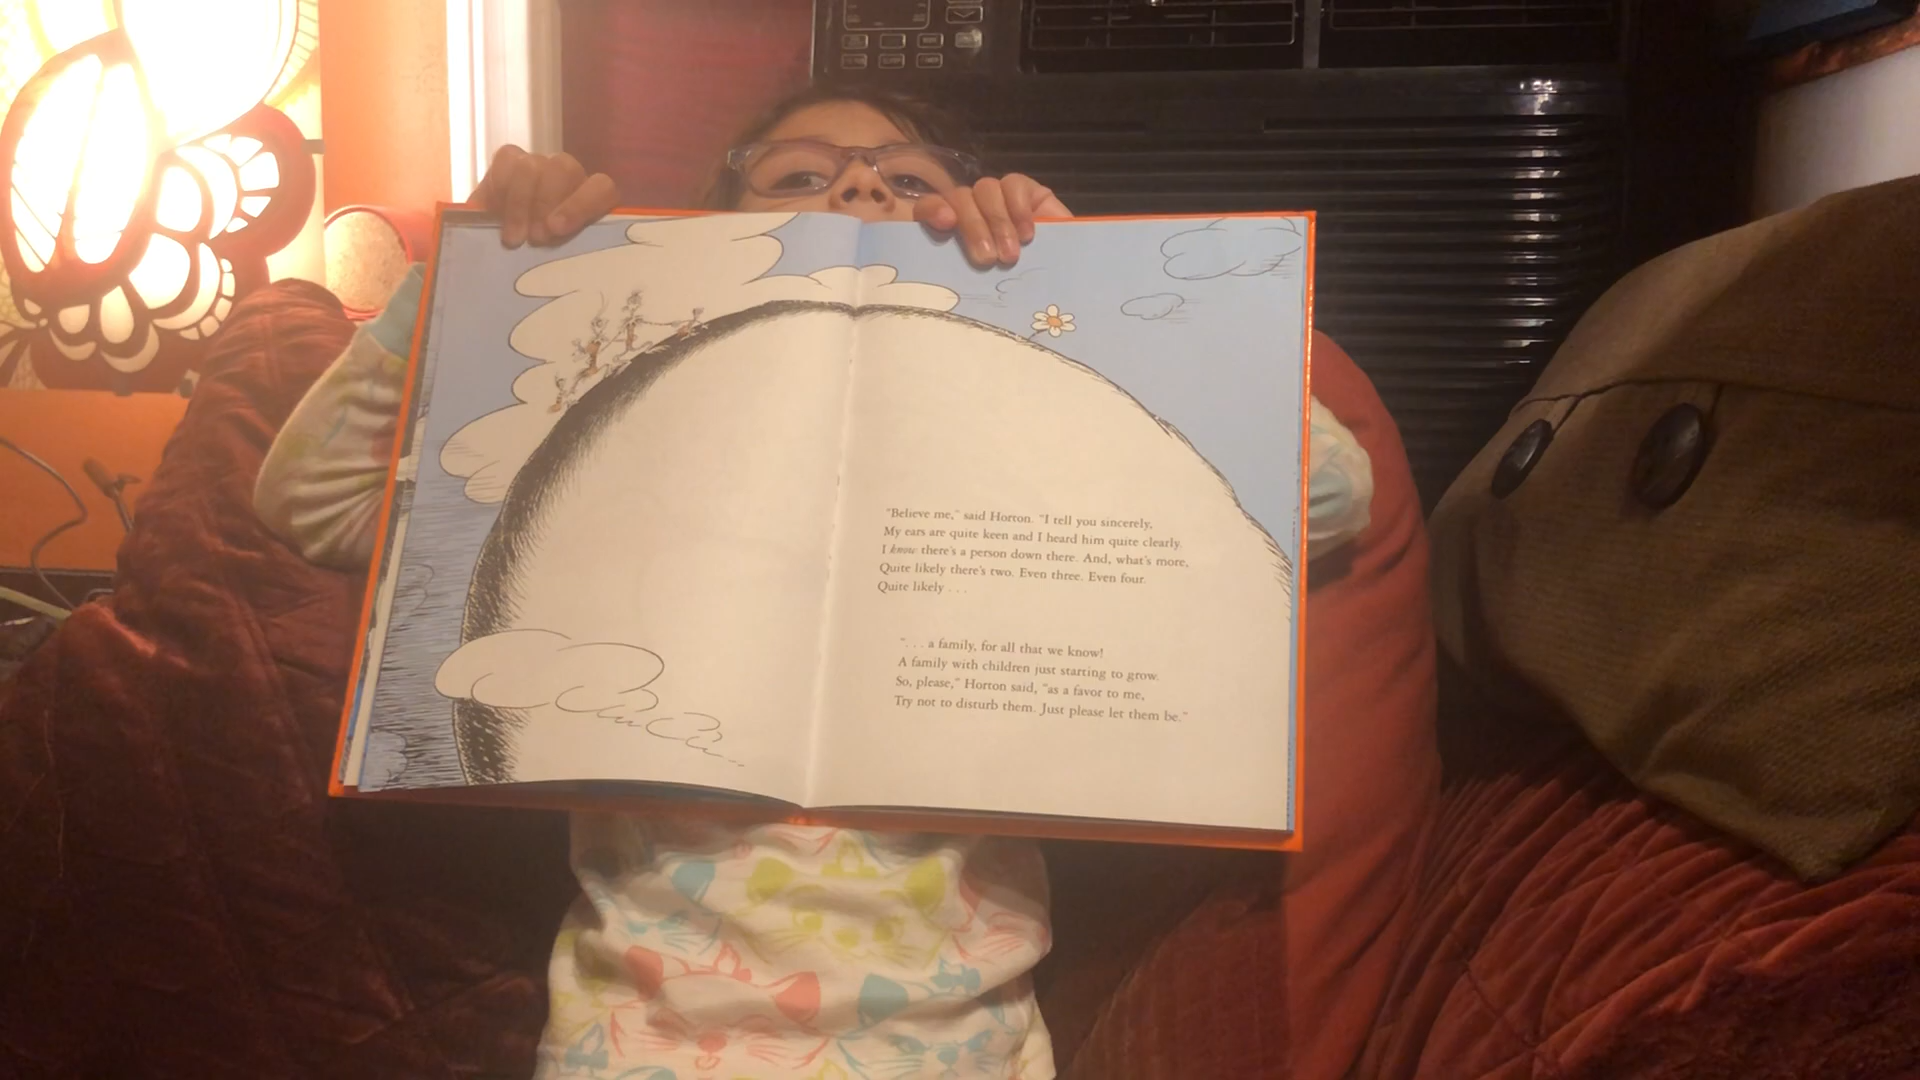 "Believe me," said Horton. "I tell you sincerely,
My ears are quite keen and I heard him quite clearly.
I know there's a person down there. And, what's more,
Quite likely there's two. Even three. Even four.
Quite likely . . .
". . . a family, for all that we know!
A family with children just starting to grow.
So, please," Horton said, "as a favor to me,
Try not to disturb them. Just please let them be."